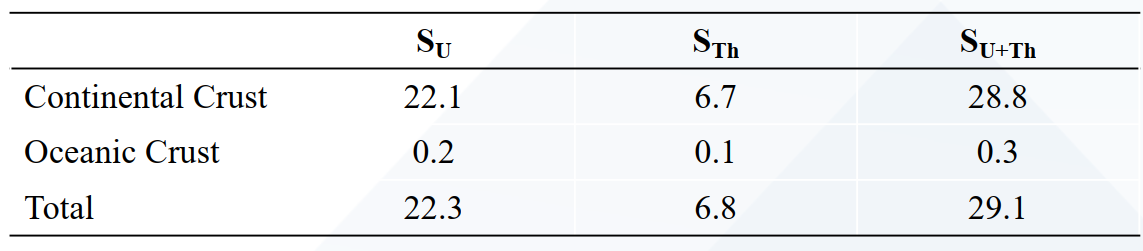 S_U S_Th S_U+Th
Continental Crust 22.1 6.7 28.8
Oceanic Crust 0.2 0.1 0.3
Total 22.3 6.8 29.1